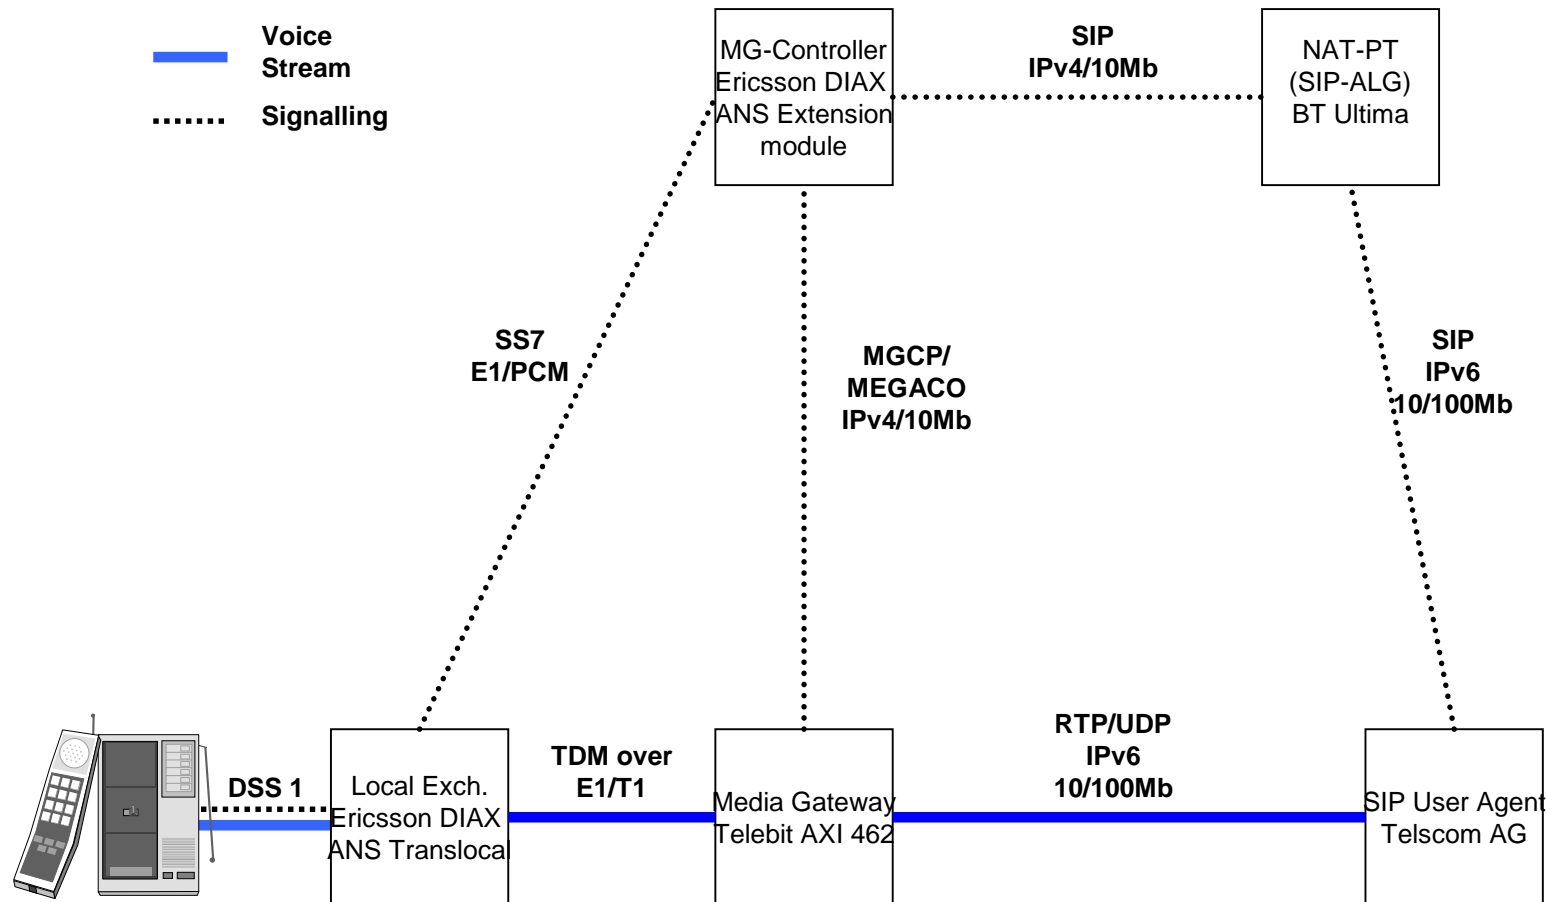 Voice
Stream
Signalling
MG-Controller
Ericsson DIAX
ANS Extension
module
SIP
IPv4/10Mb
NAT-PT
(SIP-ALG)
BT Ultima
SS7
E1/PCM
MGCP/
MEGACO
IPv4/10Mb
SIP
IPv6
10/100Mb
DSS 1
Local Exch.
Ericsson DIAX
ANS Translocal
TDM over
E1/T1
Media Gateway
Telebit AXI 462
RTP/UDP
IPv6
10/100Mb
SIP User Agent
Telscom AG